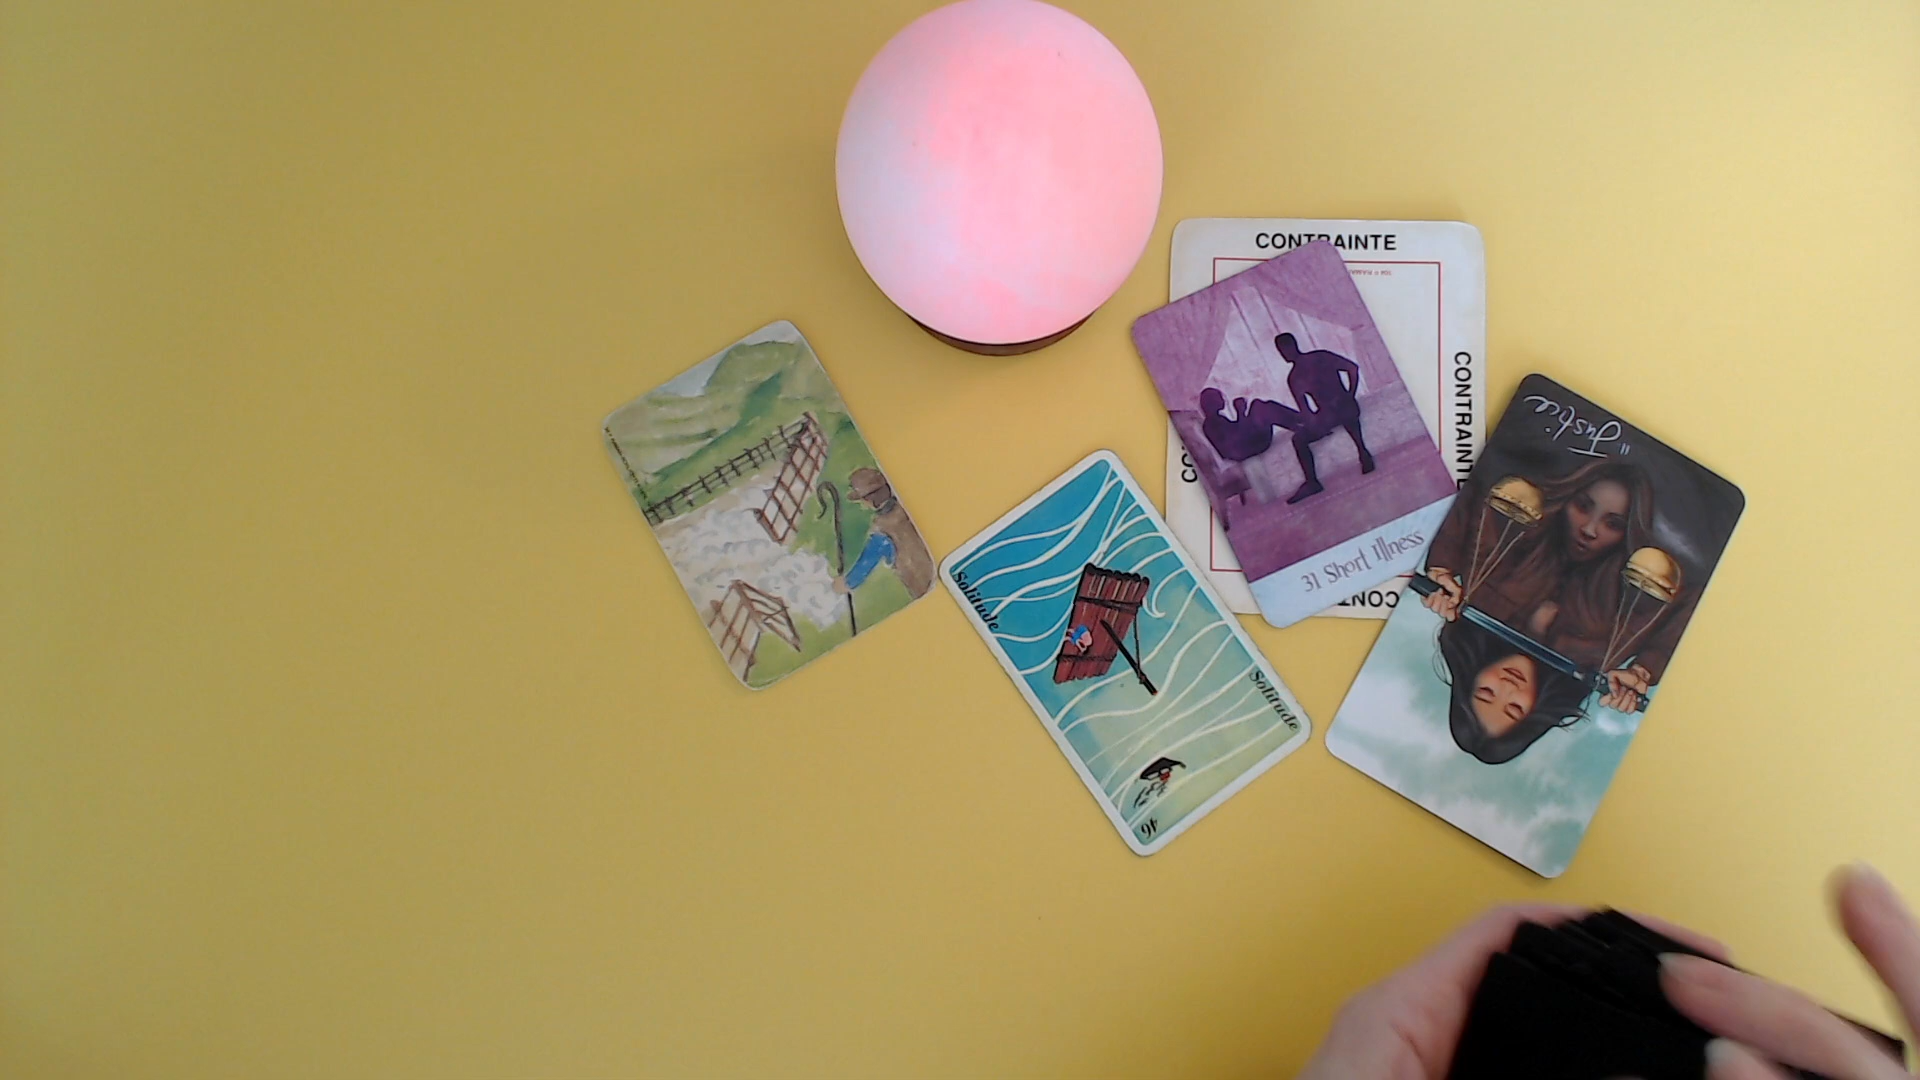 CONTRAINTE
CONTRAINTE
31 Short Illness
"Justice
Solitude
Solitude
46